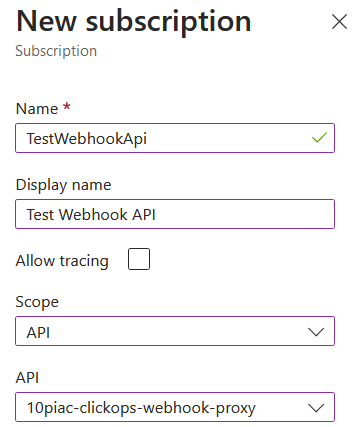 New subscription
Subscription
Name *
TestWebhookApi
Display name
Test Webhook API
Allow tracing
Scope
API
API
10piac-clickops-webhook-proxy